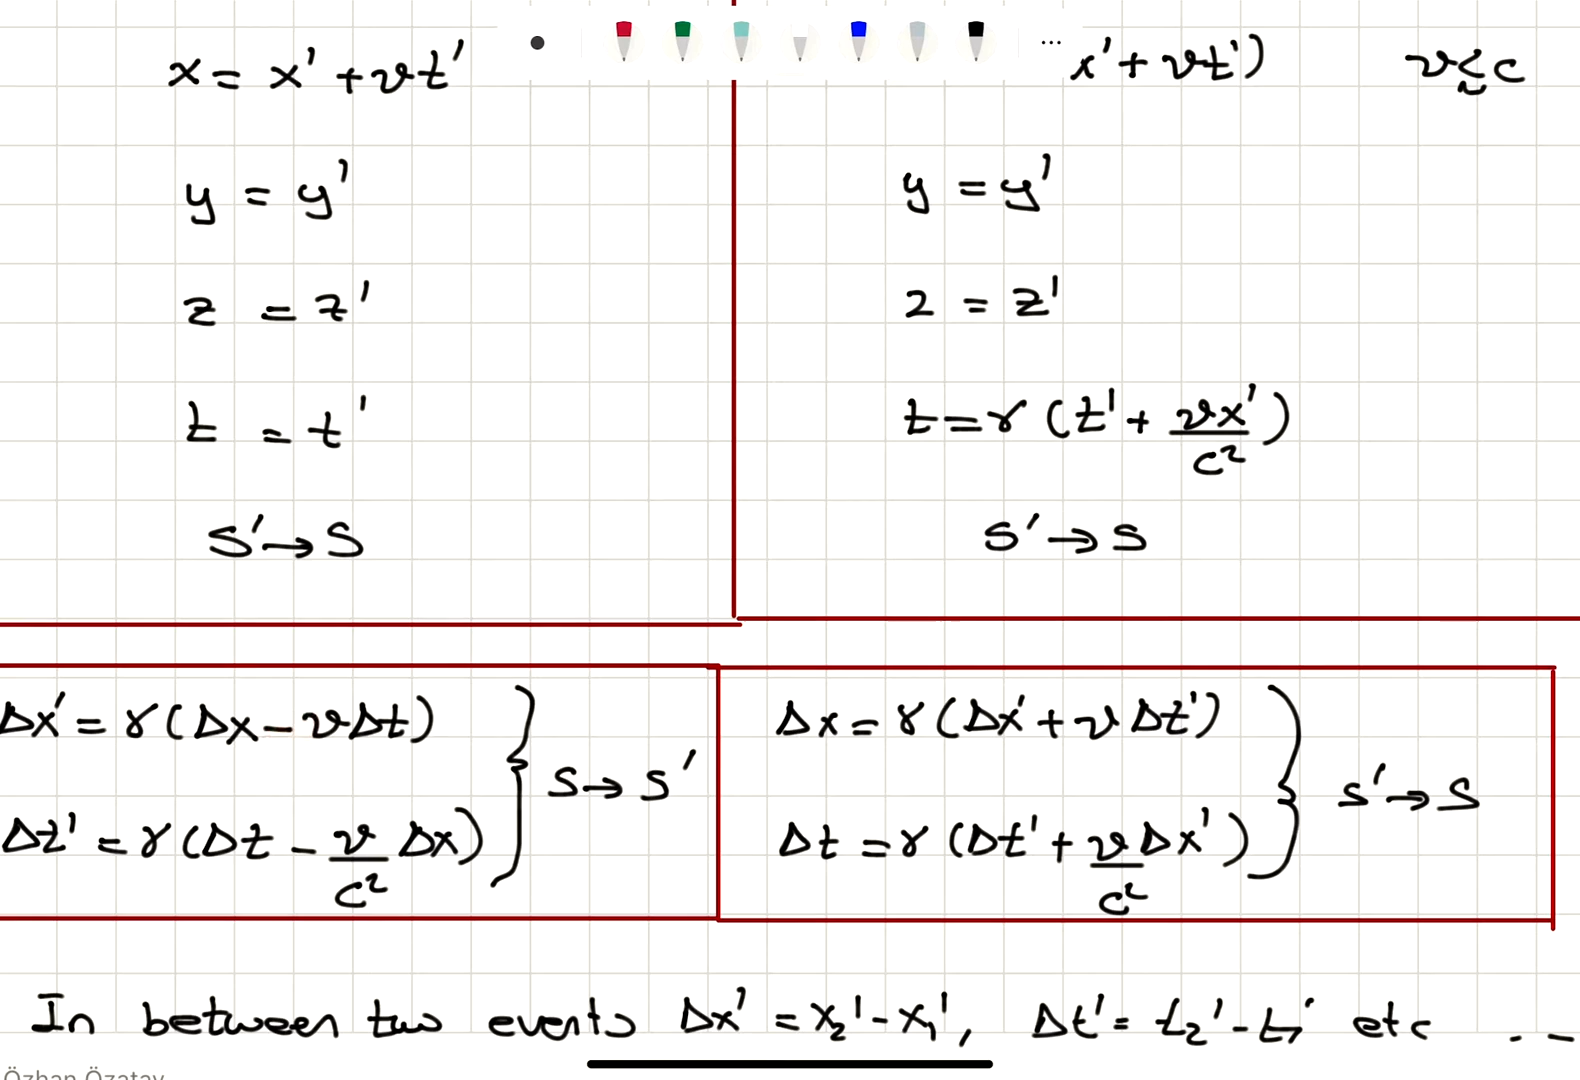 x = x' + vt'
y = y'
z = z'
t = t'
S' → S
x' + vt') v ≲ c
y = y'
z = z'
t = γ (t' + vx'/c²)
S' → S
Δx' = γ(Δx - vΔt)
Δt' = γ(Δt - v/c² Δx)
} S → S'
Δx = γ(Δx' + vΔt')
Δt = γ(Δt' + v/c² Δx')
} S' → S
In between two events Δx' = x₂' - x₁', Δt' = t₂' - t₁' etc . --
Özhan Özatay